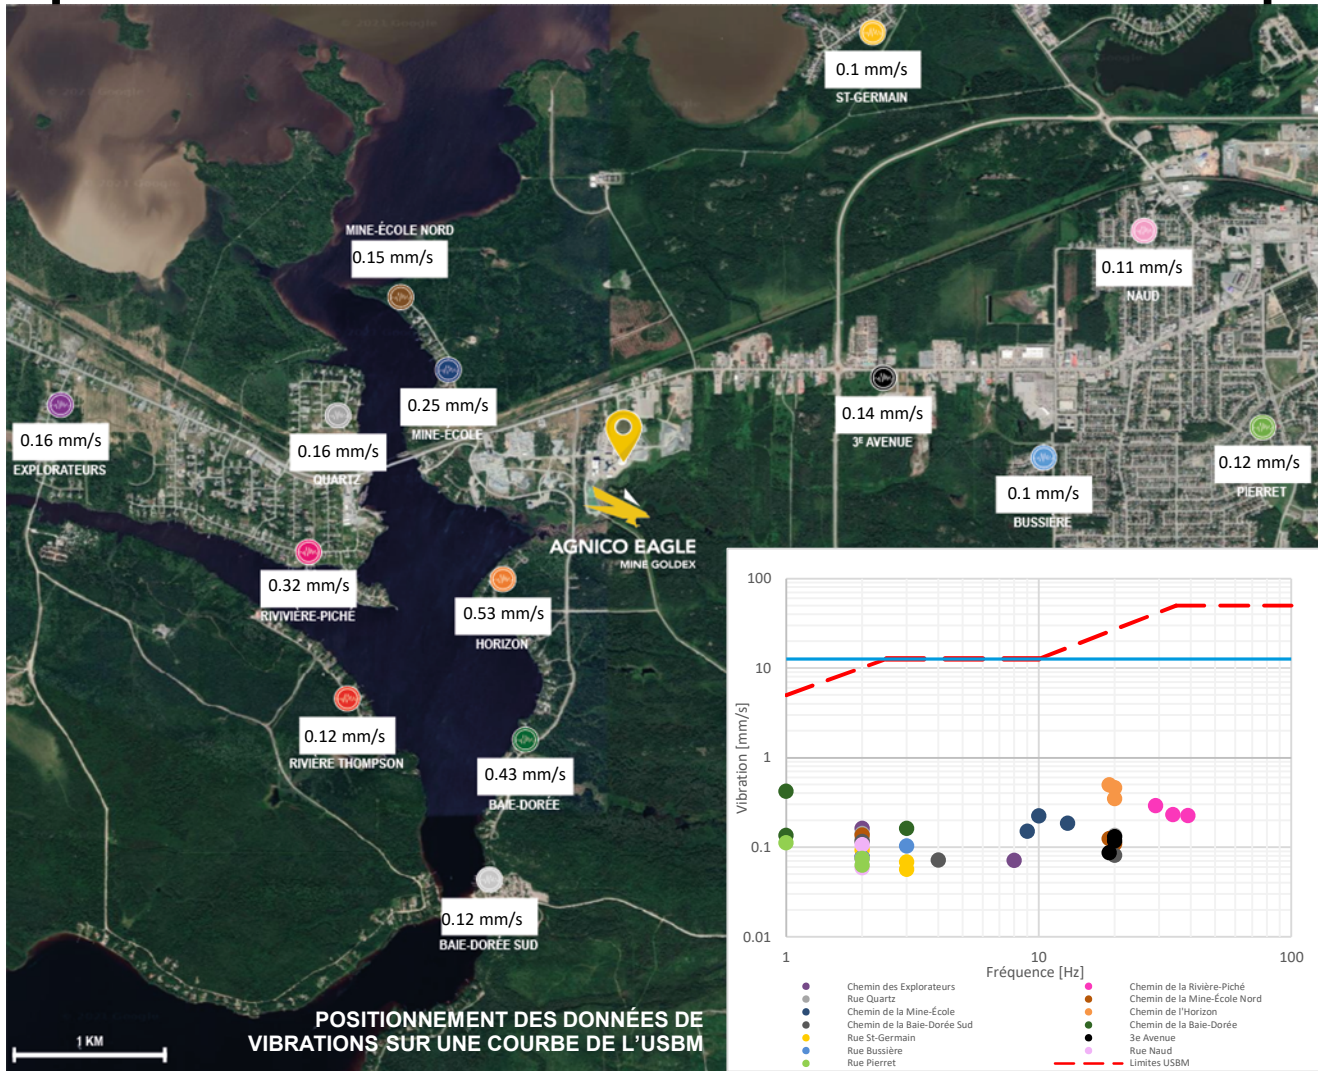 0.1 mm/s
ST-GERMAIN
MINE-ÉCOLE NORD
0.15 mm/s
0.11 mm/s
NAUD
0.25 mm/s
MINE-ÉCOLE
0.16 mm/s
EXPLORATEURS
0.16 mm/s
QUARTZ
0.14 mm/s
3E AVENUE
0.12 mm/s
PIERRET
0.1 mm/s
BUSSIÈRE
AGNICO EAGLE
MINE GOLDEX
0.32 mm/s
RIVIVIÈRE-PICHÉ
0.53 mm/s
HORIZON
0.12 mm/s
RIVIÈRE THOMPSON
0.43 mm/s
BAIE-DORÉE
0.12 mm/s
BAIE-DORÉE SUD
POSITIONNEMENT DES DONNÉES DE
VIBRATIONS SUR UNE COURBE DE L'USBM
1 KM
100
10
1
0.1
0.01
Vibration [mm/s]
1 10 100
Fréquence [Hz]
Chemin des Explorateurs
Rue Quartz
Chemin de la Mine-École
Chemin de la Baie-Dorée Sud
Rue St-Germain
Rue Bussière
Rue Pierret
Chemin de la Rivière-Piché
Chemin de la Mine-École Nord
Chemin de l'Horizon
Chemin de la Baie-Dorée
3e Avenue
Rue Naud
Limites USBM